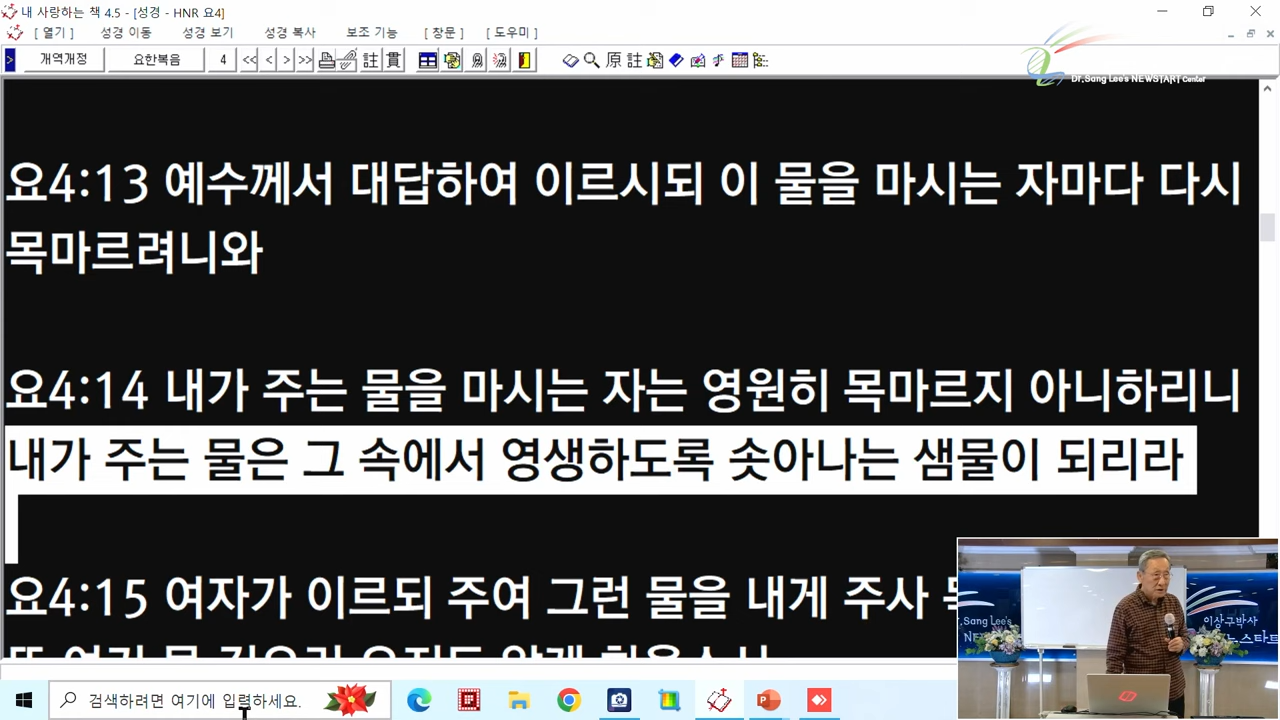 내 사랑하는 책 4.5 - [성경 - HNR 요4]
[ 열기 ] 성경 이동 성경 보기 성경 복사 보조 기능 [ 창문 ] [ 도우미 ]
> 개역개정 요한복음 4 << < > >> 註 貫 原 註
Dr.Sang Lee's NEWSTART Center
요4:13 예수께서 대답하여 이르시되 이 물을 마시는 자마다 다시
목마르려니와
요4:14 내가 주는 물을 마시는 자는 영원히 목마르지 아니하리니
내가 주는 물은 그 속에서 영생하도록 솟아나는 샘물이 되리라
요4:15 여자가 이르되 주여 그런 물을 내게 주사
.Sang Lee's
이상구박사
노스타트
검색하려면 여기에 입력하세요.